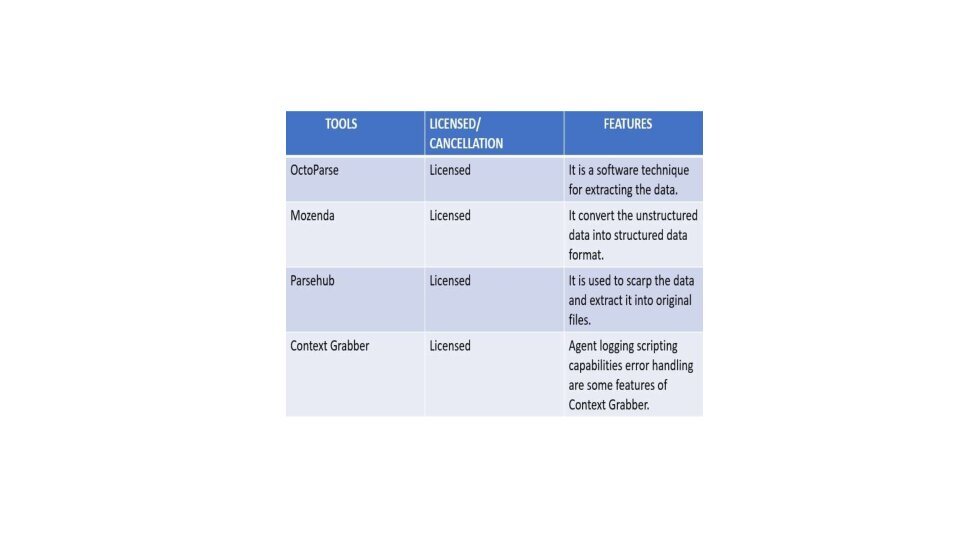 TOOLS
LICENSED/
CANCELLATION
FEATURES
OctoParse
Licensed
It is a software technique
for extracting the data.
Mozenda
Licensed
It convert the unstructured
data into structured data
format.
Parsehub
Licensed
It is used to scarp the data
and extract it into original
files.
Context Grabber
Licensed
Agent logging scripting
capabilities error handling
are some features of
Context Grabber.